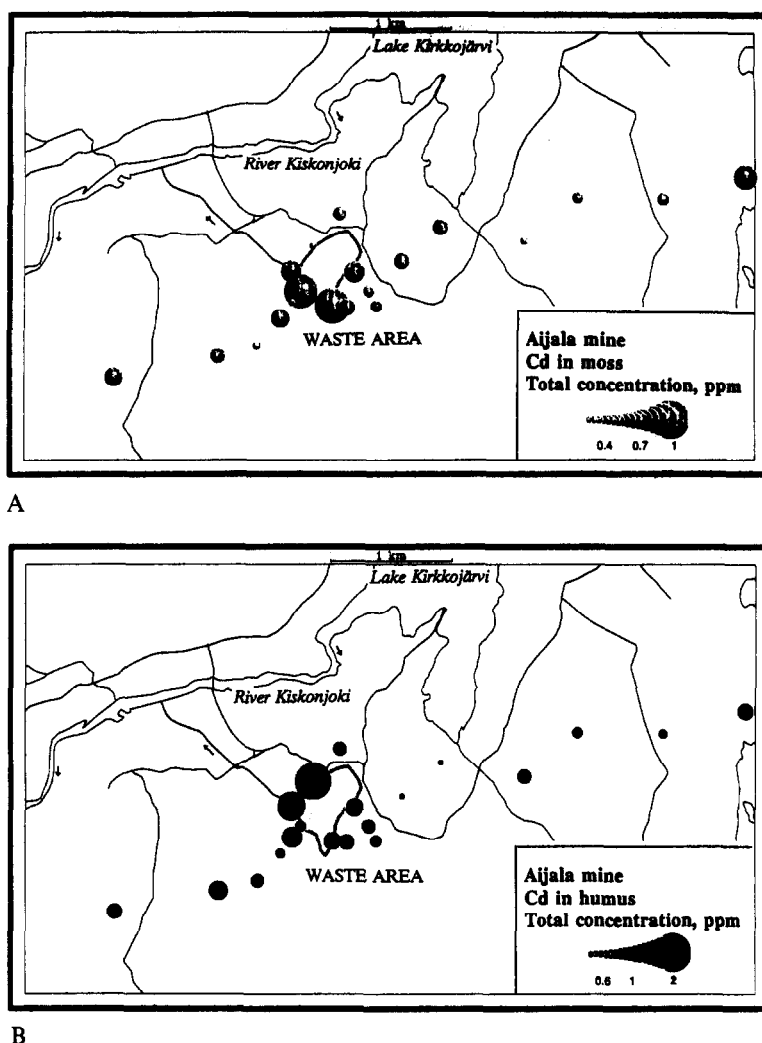 1 km
Lake Kirkkojärvi
River Kiskonjoki
WASTE AREA
Aijala mine
Cd in moss
Total concentration, ppm
0.4 0.7 1
A
1 km
Lake Kirkkojärvi
River Kiskonjoki
WASTE AREA
Aijala mine
Cd in humus
Total concentration, ppm
0.6 1 2
B